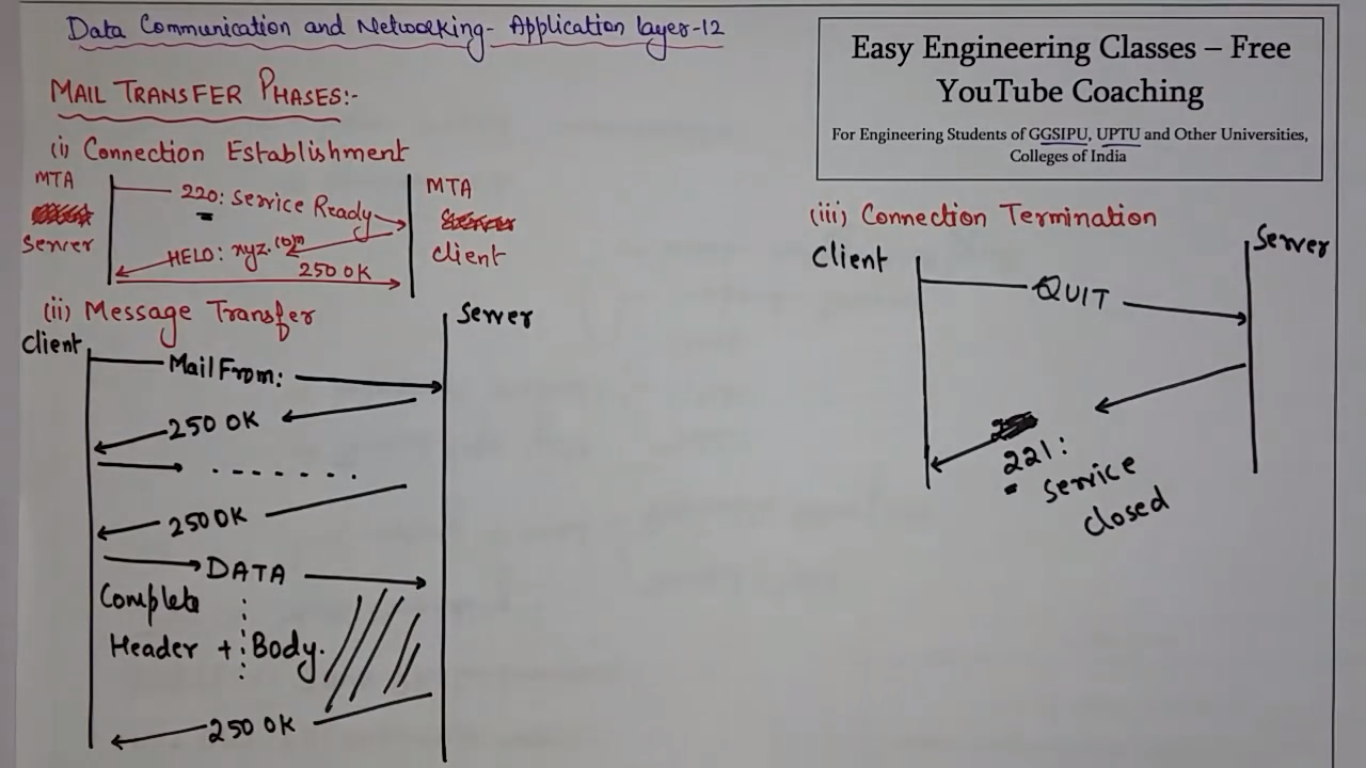 Data Communication and Networking- Application layer-12
Easy Engineering Classes – Free
YouTube Coaching
For Engineering Students of GGSIPU, UPTU and Other Universities,
Colleges of India
MAIL TRANSFER PHASES:-
(i) Connection Establishment
MTA
Server
220: Service Ready
HELO: xyz.com
250 OK
MTA
Client
(ii) Message Transfer
Client
Server
Mail From:
250 OK
.......
250 OK
DATA
Complete
Header + Body.
250 OK
(iii) Connection Termination
Client
Server
QUIT
221:
Service
closed